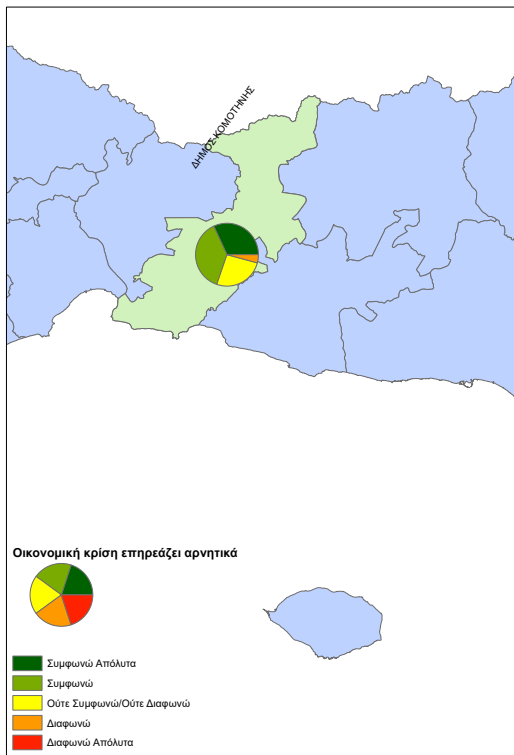 ΔΗΜΟΣ-ΚΟΜΟΤΗΝΗΣ
Οικονομική κρίση επηρεάζει αρνητικά
Συμφωνώ Απόλυτα
Συμφωνώ
Ούτε Συμφωνώ/Ούτε Διαφωνώ
Διαφωνώ
Διαφωνώ Απόλυτα